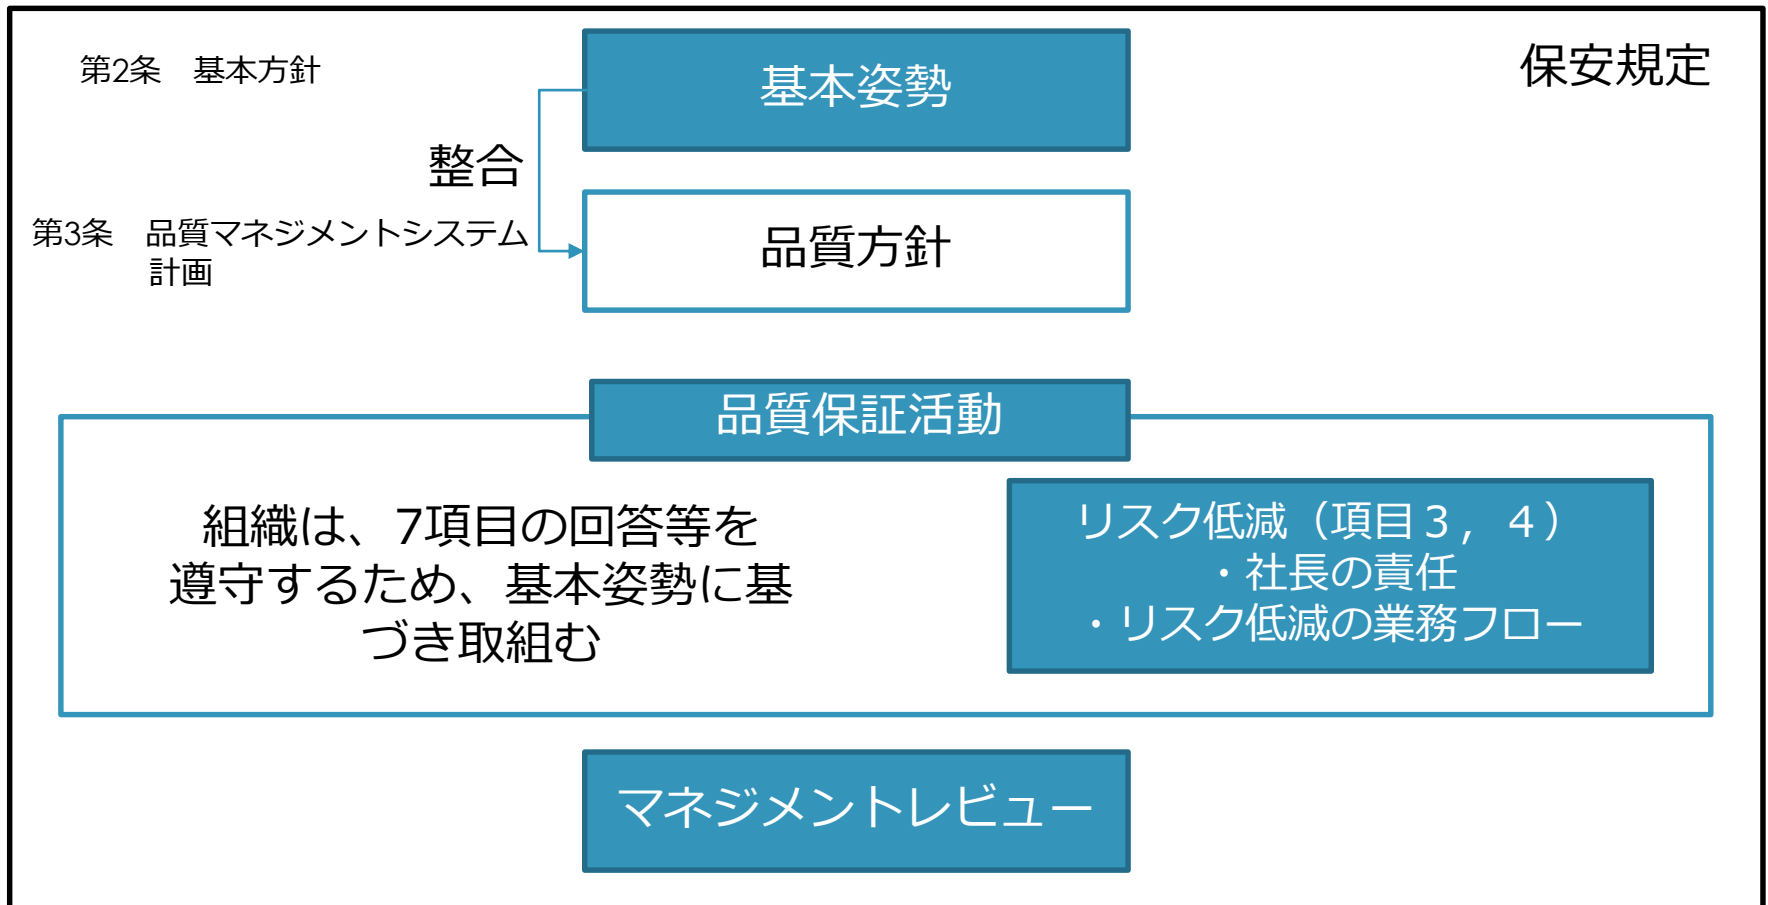 第2条　基本方針
基本姿勢
保安規定
整合
第3条　品質マネジメントシステム
計画
品質方針
品質保証活動
組織は、7項目の回答等を
遵守するため、基本姿勢に基
づき取組む
リスク低減（項目３，４）
・社長の責任
・リスク低減の業務フロー
マネジメントレビュー